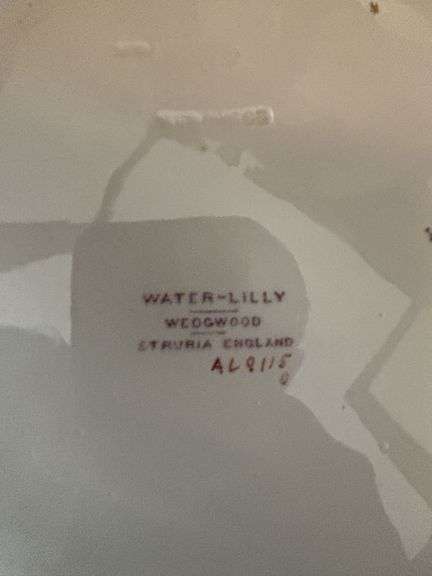 WATER-LILLY
WEDGWOOD
ETRURIA ENGLAND
AL9115